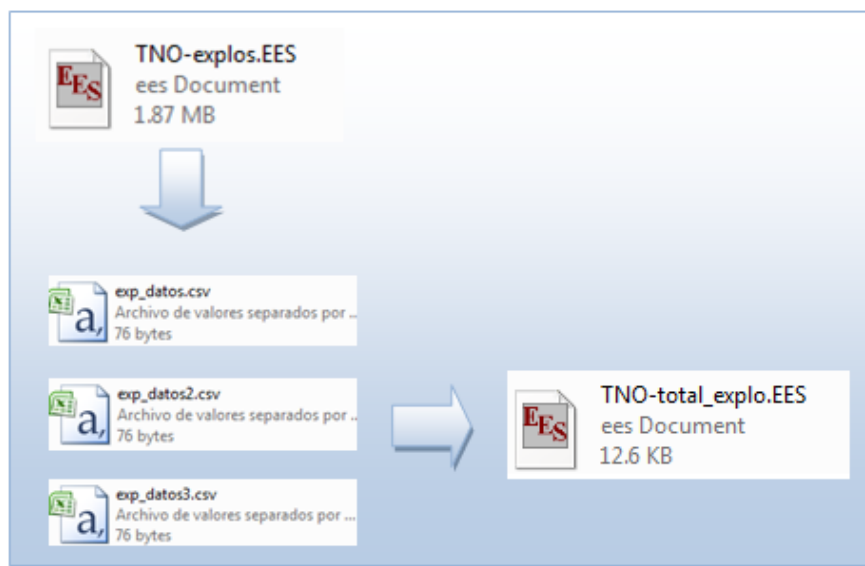 TNO-explos.EES
EES
ees Document
1.87 MB
exp_datos.csv
a,
Archivo de valores separados por ...
76 bytes
exp_datos2.csv
a,
Archivo de valores separados por ...
76 bytes
TNO-total_explo.EES
EES
ees Document
12.6 KB
exp_datos3.csv
a,
Archivo de valores separados por ...
76 bytes